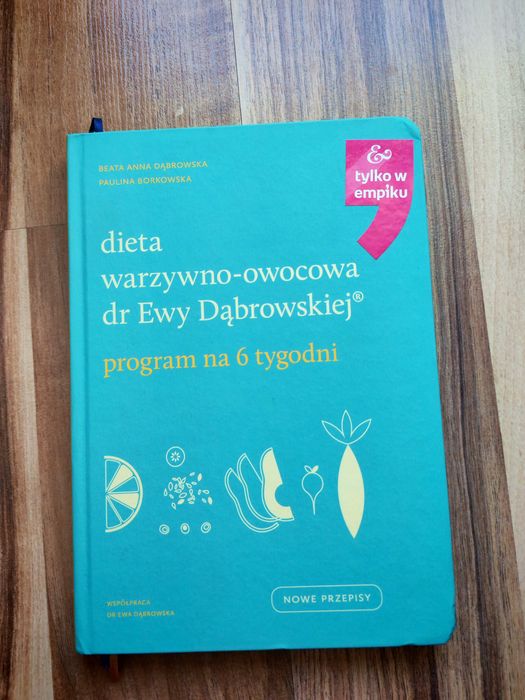 BEATA ANNA DĄBROWSKA
PAULINA BORKOWSKA
&
tylko w
empiku
dieta
warzywno-owocowa
dr Ewy Dąbrowskiej®
program na 6 tygodni
WSPÓŁPRACA
DR EWA DĄBROWSKA
NOWE PRZEPISY